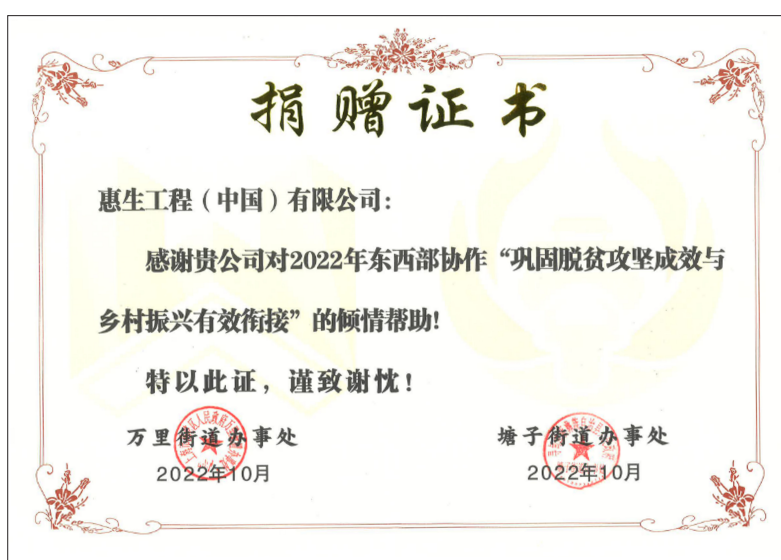 捐赠证书
惠生工程（中国）有限公司：
感谢贵公司对2022年东西部协作“巩固脱贫攻坚成效与
乡村振兴有效衔接”的倾情帮助！
特以此证，谨致谢忱！
万里街道办事处
2022年10月
塘子街道办事处
2022年10月